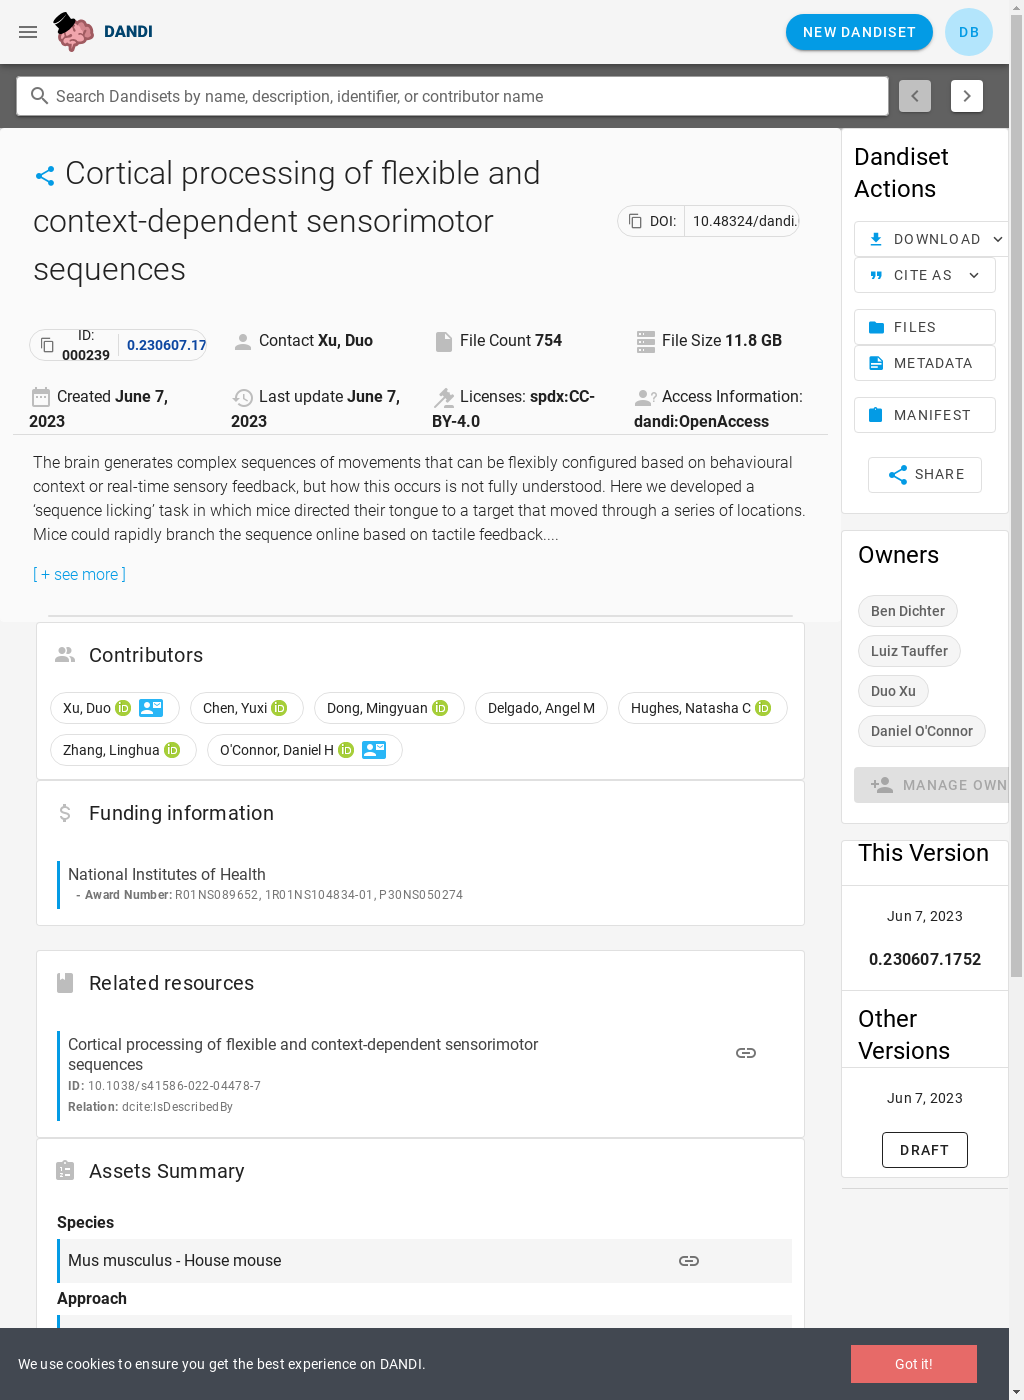 DANDI
NEW DANDISET
DB
Search Dandisets by name, description, identifier, or contributor name
Cortical processing of flexible and
context-dependent sensorimotor
sequences
DOI: 10.48324/dandi.
ID:
000239
0.230607.17
Contact Xu, Duo
File Count 754
File Size 11.8 GB
Created June 7,
2023
Last update June 7,
2023
Licenses: spdx:CC-
BY-4.0
Access Information:
dandi:OpenAccess
The brain generates complex sequences of movements that can be flexibly configured based on behavioural
context or real-time sensory feedback, but how this occurs is not fully understood. Here we developed a
‘sequence licking’ task in which mice directed their tongue to a target that moved through a series of locations.
Mice could rapidly branch the sequence online based on tactile feedback....
[ + see more ]
Contributors
Xu, Duo
Chen, Yuxi
Dong, Mingyuan
Delgado, Angel M
Hughes, Natasha C
Zhang, Linghua
O'Connor, Daniel H
Funding information
National Institutes of Health
- Award Number: R01NS089652, 1R01NS104834-01, P30NS050274
Related resources
Cortical processing of flexible and context-dependent sensorimotor
sequences
ID: 10.1038/s41586-022-04478-7
Relation: dcite:IsDescribedBy
Assets Summary
Species
Mus musculus - House mouse
Approach
Dandiset
Actions
DOWNLOAD
CITE AS
FILES
METADATA
MANIFEST
SHARE
Owners
Ben Dichter
Luiz Tauffer
Duo Xu
Daniel O'Connor
MANAGE OWN
This Version
Jun 7, 2023
0.230607.1752
Other
Versions
Jun 7, 2023
DRAFT
We use cookies to ensure you get the best experience on DANDI.
Got it!